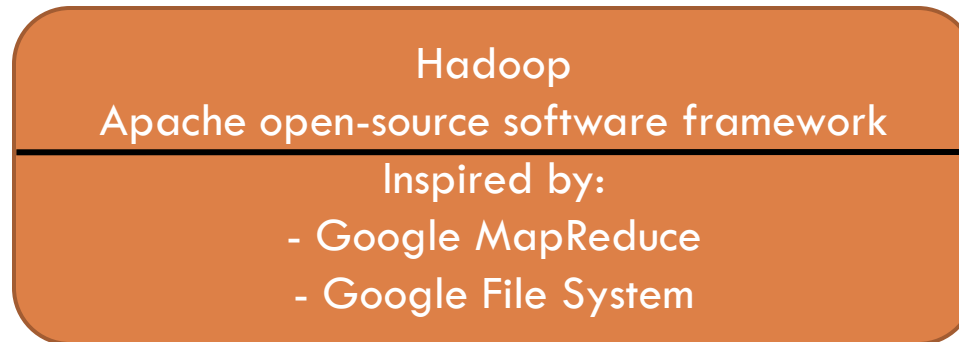 Hadoop
Apache open-source software framework
Inspired by:
- Google MapReduce
- Google File System